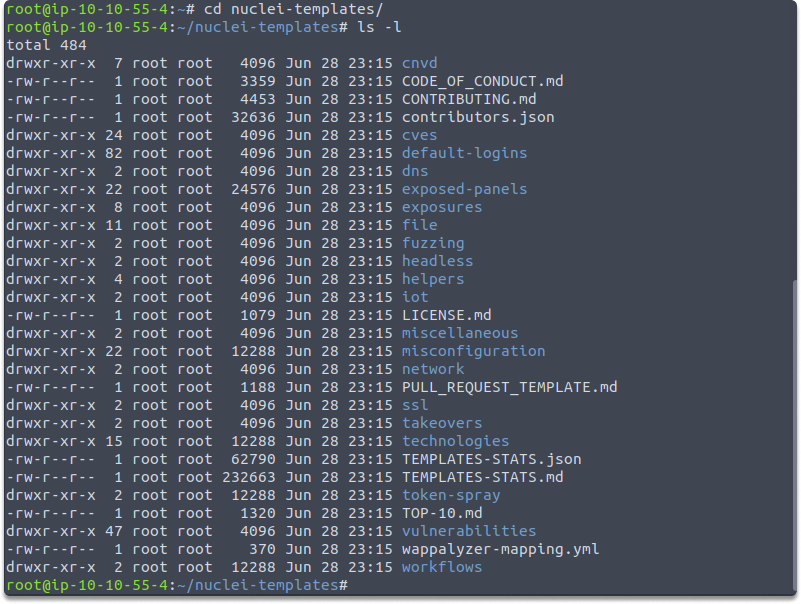 root@ip-10-10-55-4:~# cd nuclei-templates/
root@ip-10-10-55-4:~/nuclei-templates# ls -l
total 484
drwxr-xr-x  7 root root   4096 Jun 28 23:15 cnvd
-rw-r--r--  1 root root   3359 Jun 28 23:15 CODE_OF_CONDUCT.md
-rw-r--r--  1 root root   4453 Jun 28 23:15 CONTRIBUTING.md
-rw-r--r--  1 root root  32636 Jun 28 23:15 contributors.json
drwxr-xr-x 24 root root   4096 Jun 28 23:15 cves
drwxr-xr-x 82 root root   4096 Jun 28 23:15 default-logins
drwxr-xr-x  2 root root   4096 Jun 28 23:15 dns
drwxr-xr-x 22 root root  24576 Jun 28 23:15 exposed-panels
drwxr-xr-x  8 root root   4096 Jun 28 23:15 exposures
drwxr-xr-x 11 root root   4096 Jun 28 23:15 file
drwxr-xr-x  2 root root   4096 Jun 28 23:15 fuzzing
drwxr-xr-x  2 root root   4096 Jun 28 23:15 headless
drwxr-xr-x  4 root root   4096 Jun 28 23:15 helpers
drwxr-xr-x  2 root root   4096 Jun 28 23:15 iot
-rw-r--r--  1 root root   1079 Jun 28 23:15 LICENSE.md
drwxr-xr-x  2 root root   4096 Jun 28 23:15 miscellaneous
drwxr-xr-x 22 root root  12288 Jun 28 23:15 misconfiguration
drwxr-xr-x  2 root root   4096 Jun 28 23:15 network
-rw-r--r--  1 root root   1188 Jun 28 23:15 PULL_REQUEST_TEMPLATE.md
drwxr-xr-x  2 root root   4096 Jun 28 23:15 ssl
drwxr-xr-x  2 root root   4096 Jun 28 23:15 takeovers
drwxr-xr-x 15 root root  12288 Jun 28 23:15 technologies
-rw-r--r--  1 root root  62790 Jun 28 23:15 TEMPLATES-STATS.json
-rw-r--r--  1 root root 232663 Jun 28 23:15 TEMPLATES-STATS.md
drwxr-xr-x  2 root root  12288 Jun 28 23:15 token-spray
-rw-r--r--  1 root root   1320 Jun 28 23:15 TOP-10.md
drwxr-xr-x 47 root root   4096 Jun 28 23:15 vulnerabilities
-rw-r--r--  1 root root    370 Jun 28 23:15 wappalyzer-mapping.yml
drwxr-xr-x  2 root root  12288 Jun 28 23:15 workflows
root@ip-10-10-55-4:~/nuclei-templates#